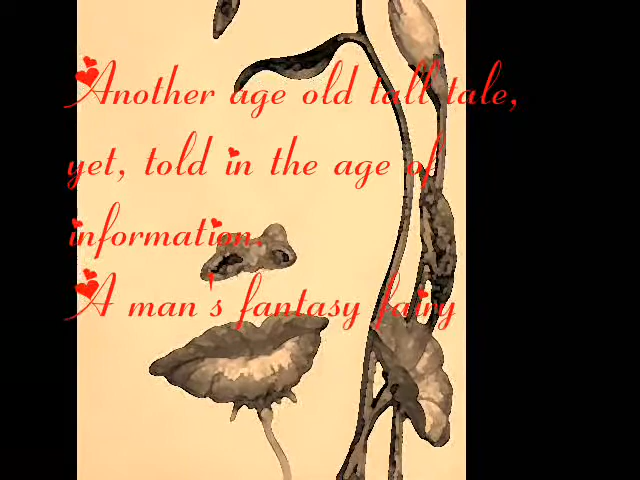 Another age old tall tale,
yet, told in the age of
information.
A man's fantasy fairy